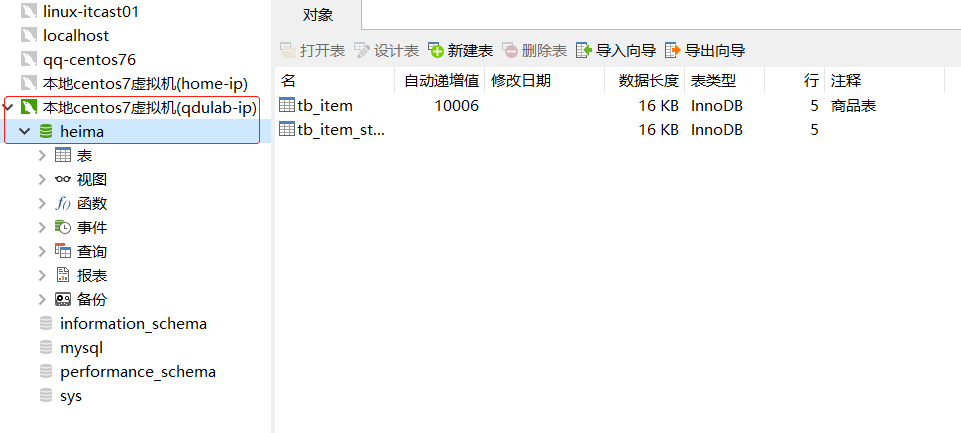 linux-itcast01
localhost
qq-centos76
本地centos7虚拟机(home-ip)
本地centos7虚拟机(qdulab-ip)
heima
表
视图
f() 函数
事件
查询
报表
备份
information_schema
mysql
performance_schema
sys
对象
打开表 设计表 新建表 删除表 导入向导 导出向导
名 自动递增值 修改日期 数据长度 表类型 行 注释
tb_item 10006 16 KB InnoDB 5 商品表
tb_item_st... 16 KB InnoDB 5